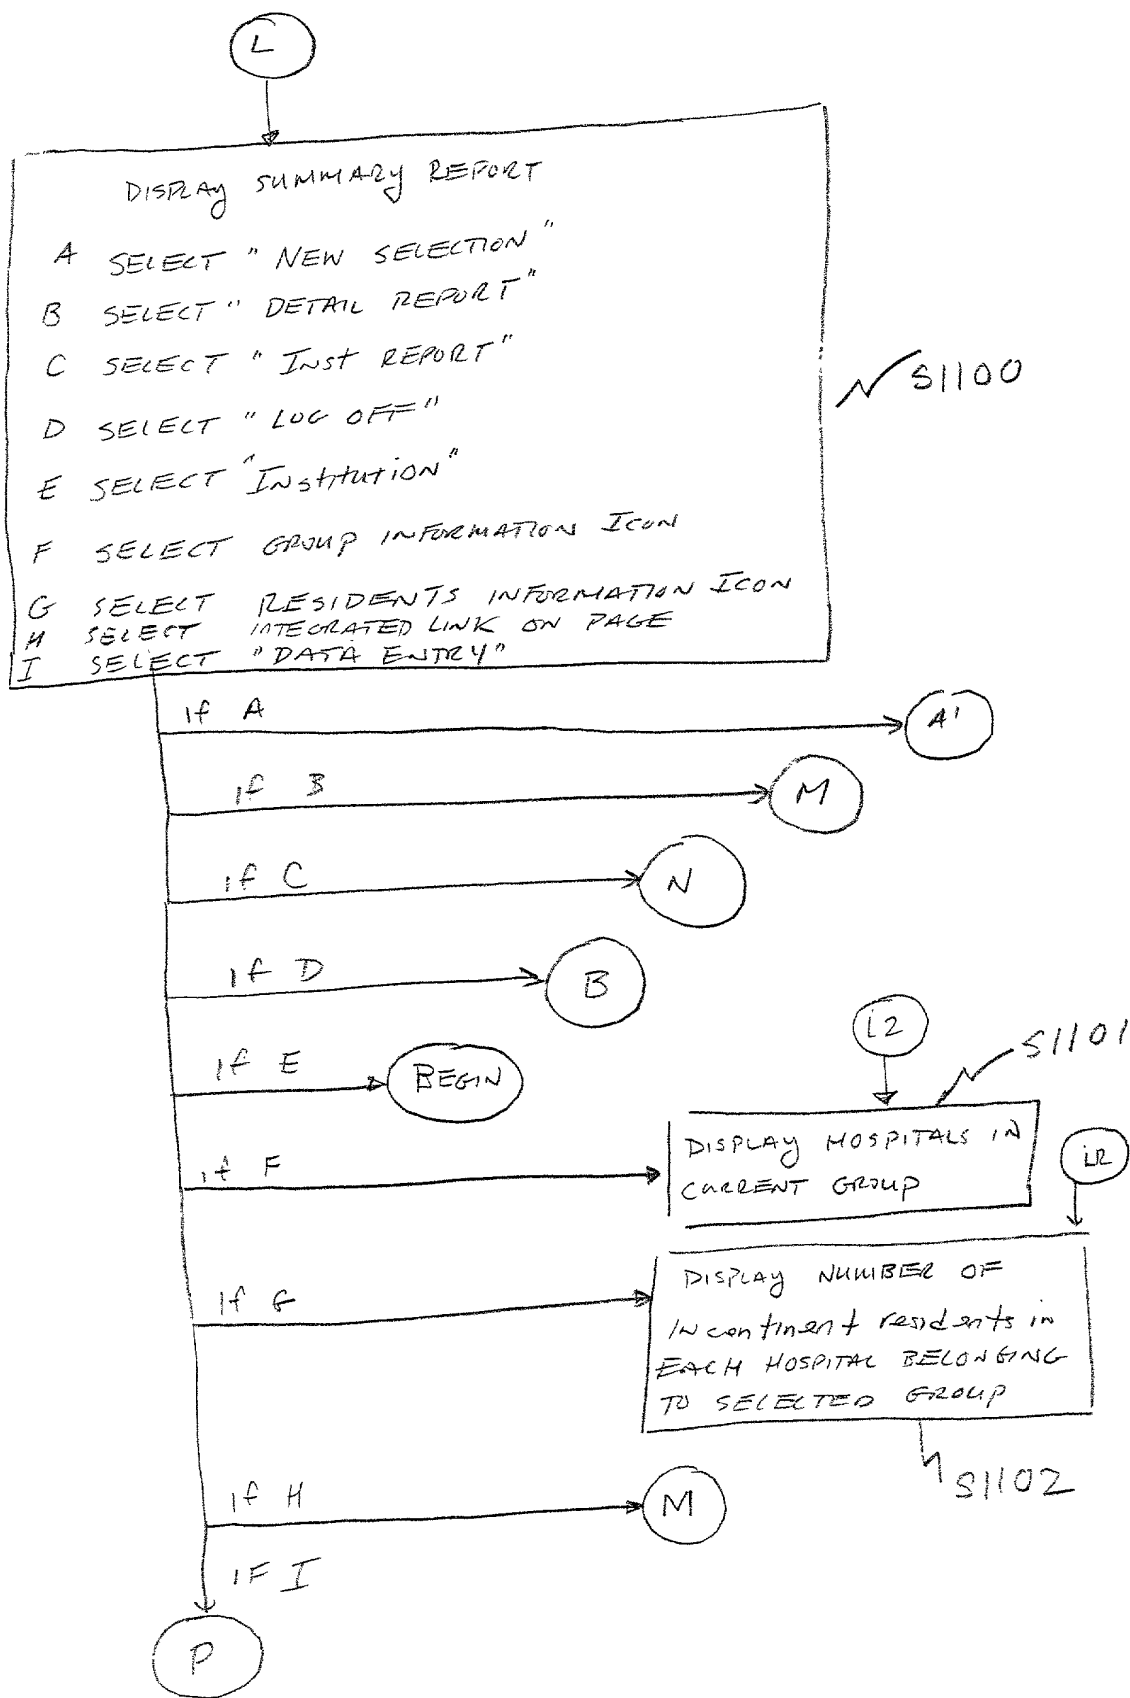 L
DISPLAY SUMMARY REPORT
A SELECT "NEW SELECTION"
B SELECT "DETAIL REPORT"
C SELECT "INST REPORT"
D SELECT "LOG OFF"
E SELECT "INSTITUTION"
F SELECT GROUP INFORMATION ICON
G SELECT RESIDENTS INFORMATION ICON
H SELECT INTEGRATED LINK ON PAGE
I SELECT "DATA ENTRY"
S1100
if A
A'
if B
M
if C
N
if D
B
if E
BEGIN
S1101
if F
DISPLAY HOSPITALS IN
CURRENT GROUP
if G
DISPLAY NUMBER OF
Incontinent residents in
EACH HOSPITAL BELONGING
TO SELECTED GROUP
S1102
if H
M
IF I
P